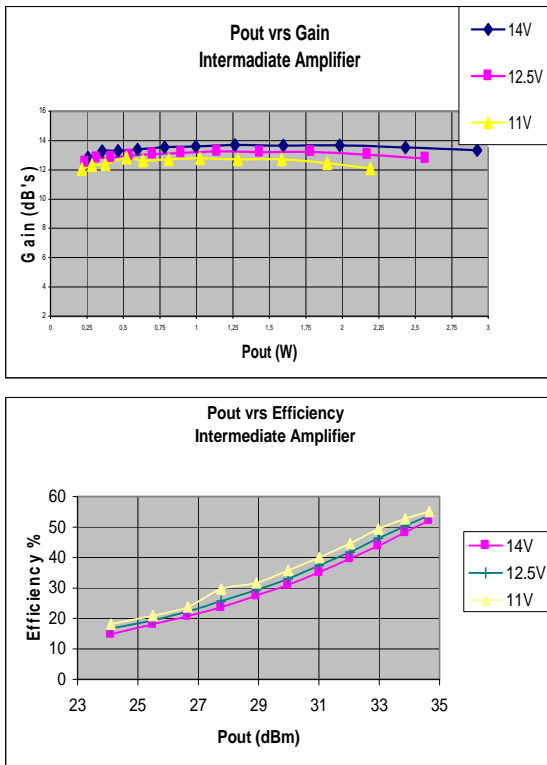 Pout vrs Gain
Intermadiate Amplifier
14V
12.5V
11V
Gain (dB's)
16
14
12
10
8
6
4
2
0 0,25 0,5 0,75 1 1,25 1,5 1,75 2 2,25 2,5 2,75 3
Pout (W)
Pout vrs Efficiency
Intermediate Amplifier
Efficiency %
60
50
40
30
20
10
0
23 25 27 29 31 33 35
Pout (dBm)
14V
12.5V
11V